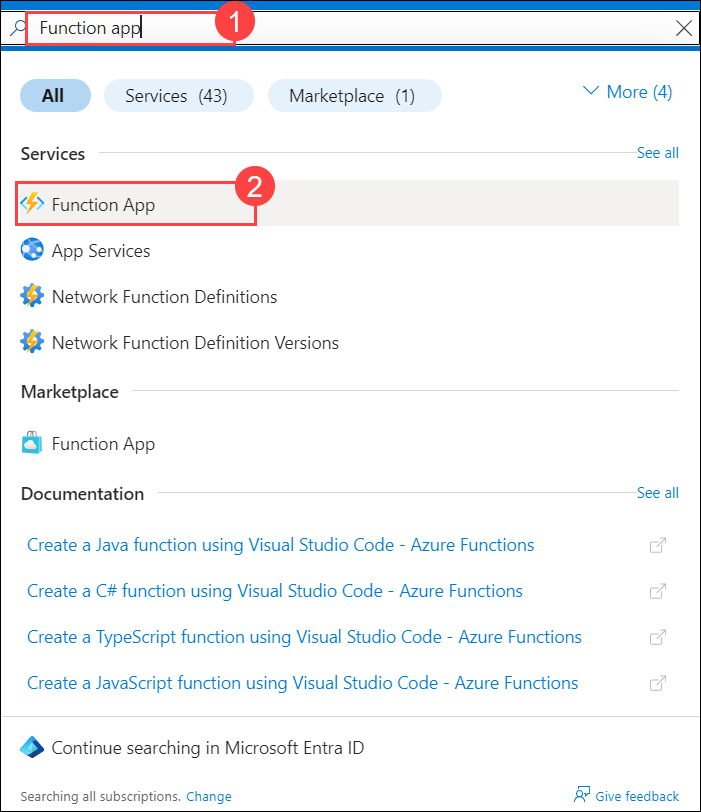 Function app
1
All
Services (43)
Marketplace (1)
More (4)
Services
See all
2
Function App
App Services
Network Function Definitions
Network Function Definition Versions
Marketplace
Function App
Documentation
See all
Create a Java function using Visual Studio Code - Azure Functions
Create a C# function using Visual Studio Code - Azure Functions
Create a TypeScript function using Visual Studio Code - Azure Functions
Create a JavaScript function using Visual Studio Code - Azure Functions
Continue searching in Microsoft Entra ID
Searching all subscriptions. Change
Give feedback